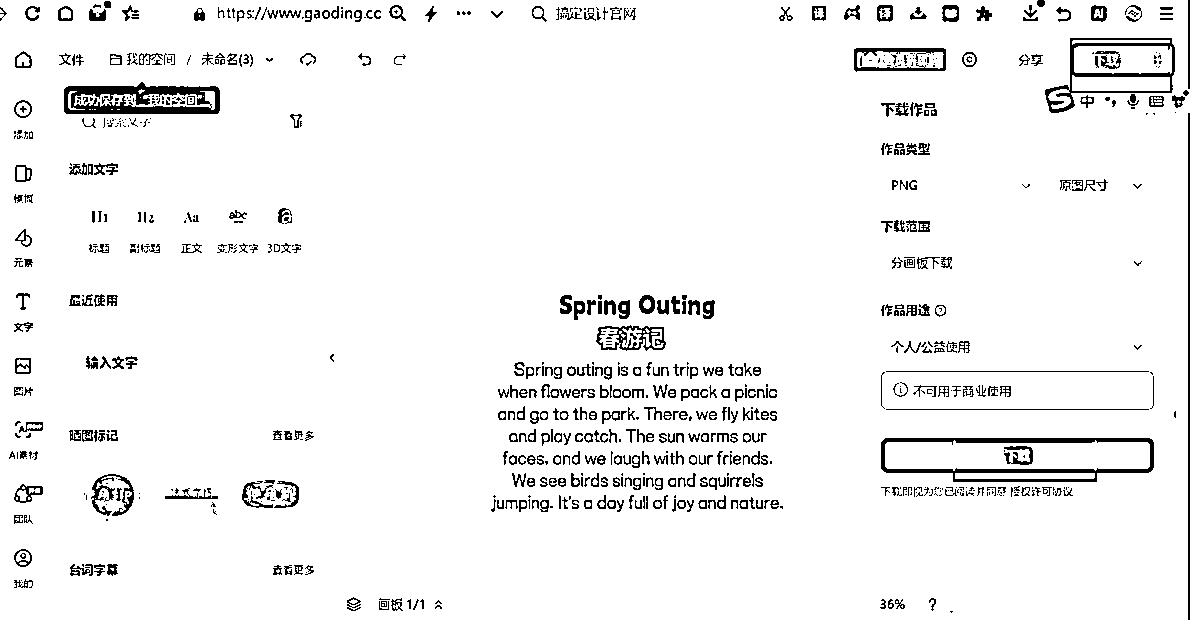 https://www.gaoding.cc
搞定设计官网
文件
我的空间 / 未命名(3)
分享
下载
成功保存到“我的空间”
中
搜索文字
添加
模板
元素
T
文字
图片
AI素材
团队
我的
添加文字
H1 H2 Aa abc a
标题 副标题 正文 变形文字 3D文字
最近使用
输入文字
晒图标记
查看更多
台词字幕
查看更多
Spring Outing
春游记
Spring outing is a fun trip we take
when flowers bloom. We pack a picnic
and go to the park. There, we fly kites
and play catch. The sun warms our
faces, and we laugh with our friends.
We see birds singing and squirrels
jumping. It's a day full of joy and nature.
画板 1/1
下载作品
作品类型
PNG
原图尺寸
下载范围
分画板下载
作品用途
个人/公益使用
不可用于商业使用
下载
下载即视为您已阅读并同意 授权许可协议
36% ?